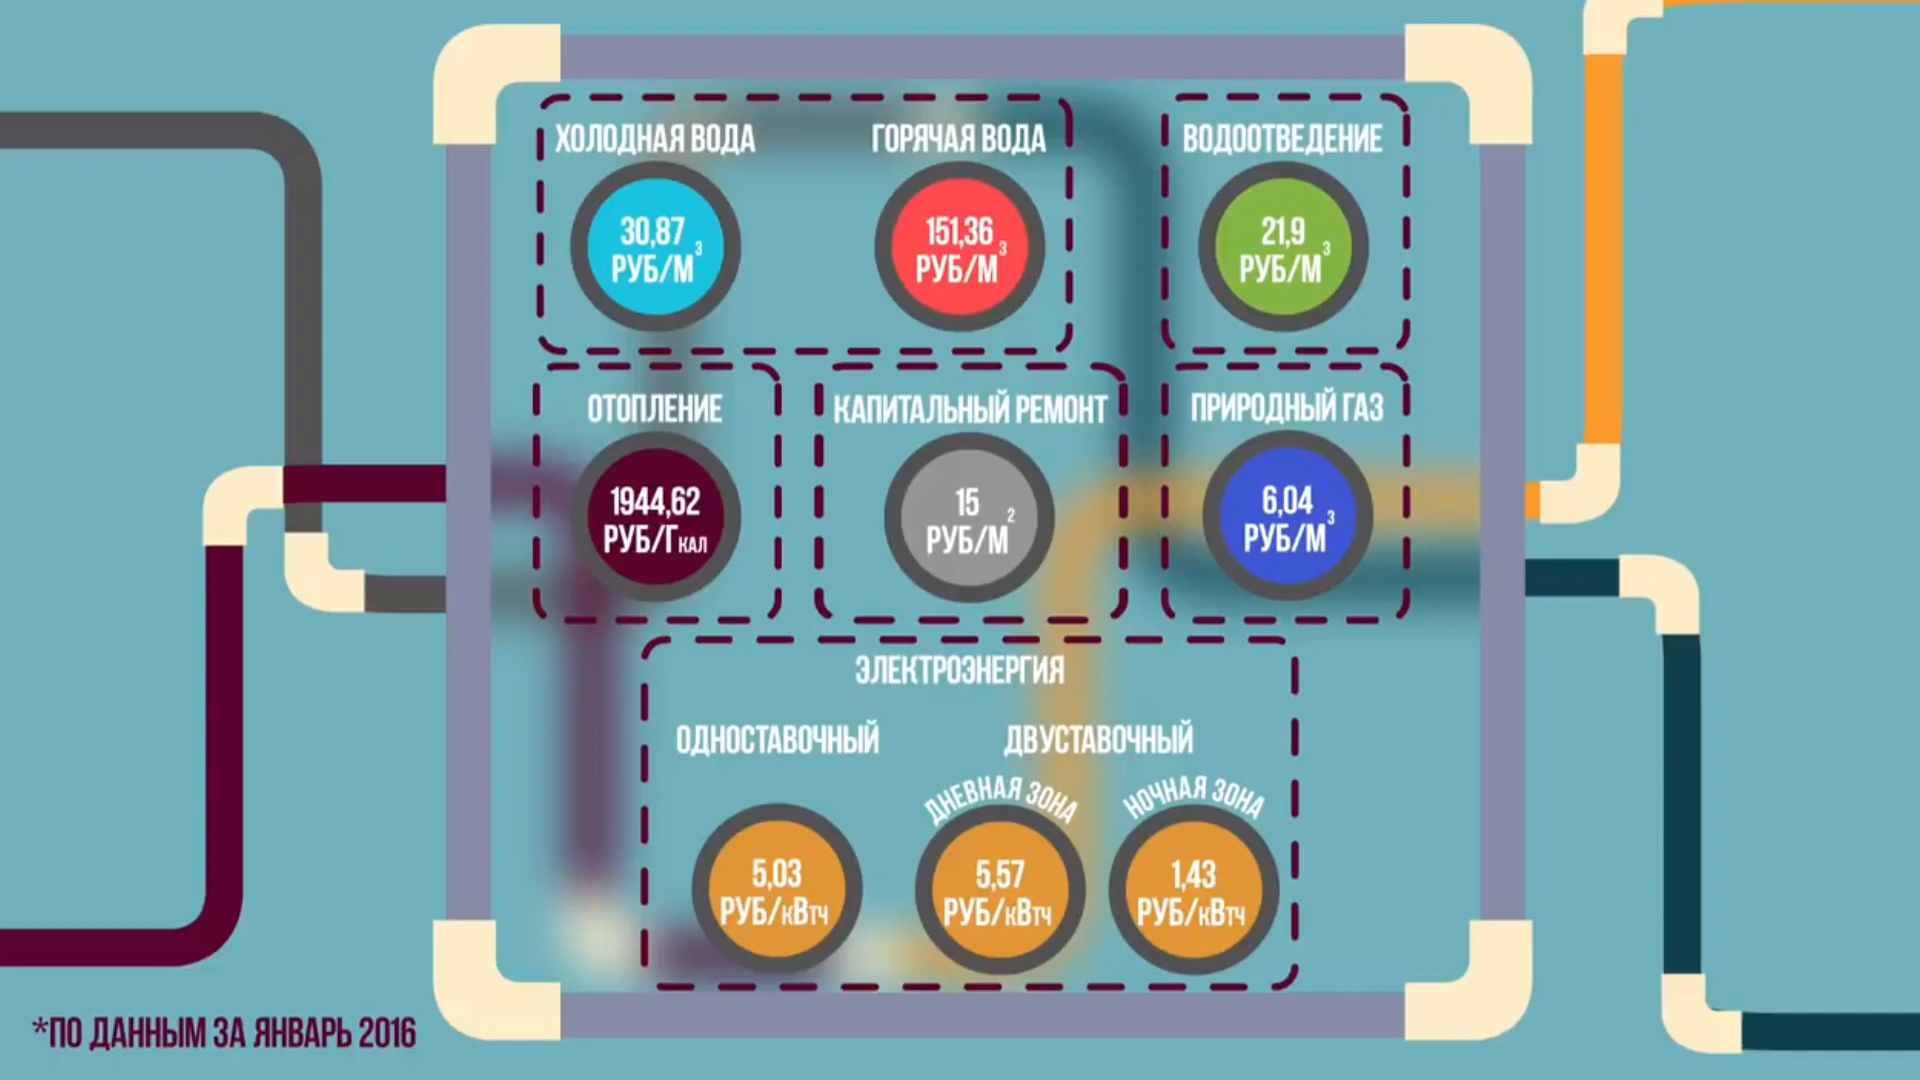 ХОЛОДНАЯ ВОДА
30,87
РУБ/М³
ГОРЯЧАЯ ВОДА
151,36
РУБ/М³
ВОДООТВЕДЕНИЕ
21,9
РУБ/М³
ОТОПЛЕНИЕ
1944,62
РУБ/ГКАЛ
КАПИТАЛЬНЫЙ РЕМОНТ
15
РУБ/М²
ПРИРОДНЫЙ ГАЗ
6,04
РУБ/М³
ЭЛЕКТРОЭНЕРГИЯ
ОДНОСТАВОЧНЫЙ
5,03
РУБ/кВтч
ДВУСТАВОЧНЫЙ
ДНЕВНАЯ ЗОНА
5,57
РУБ/кВтч
НОЧНАЯ ЗОНА
1,43
РУБ/кВтч
*ПО ДАННЫМ ЗА ЯНВАРЬ 2016